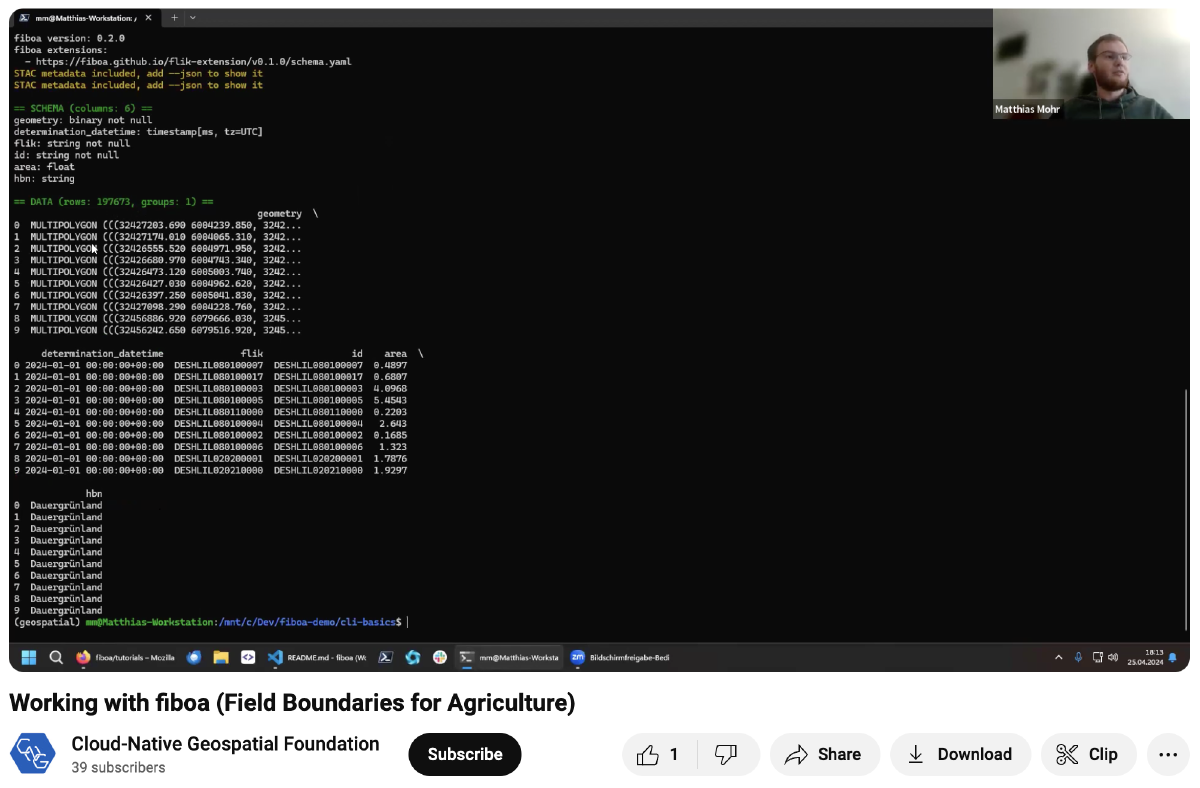 mm@Matthias-Workstation: /
fiboa version: 0.2.0
fiboa extensions:
- https://fiboa.github.io/flik-extension/v0.1.0/schema.yaml
STAC metadata included, add --json to show it
STAC metadata included, add --json to show it
== SCHEMA (columns: 6) ==
geometry: binary not null
determination_datetime: timestamp[ms, tz=UTC]
flik: string not null
id: string not null
area: float
hbn: string
== DATA (rows: 197673, groups: 1) ==
geometry \
0 MULTIPOLYGON (((32427203.690 6004239.850, 3242...
1 MULTIPOLYGON (((32427174.010 6004065.310, 3242...
2 MULTIPOLYGON (((32426555.520 6004971.950, 3242...
3 MULTIPOLYGON (((32426680.970 6004743.340, 3242...
4 MULTIPOLYGON (((32426473.120 6005003.740, 3242...
5 MULTIPOLYGON (((32426427.030 6004962.620, 3242...
6 MULTIPOLYGON (((32426397.250 6005041.830, 3242...
7 MULTIPOLYGON (((32427098.290 6004228.760, 3242...
8 MULTIPOLYGON (((32456886.920 6079666.030, 3245...
9 MULTIPOLYGON (((32456242.650 6079516.920, 3245...
determination_datetime flik id area \
0 2024-01-01 00:00:00+00:00 DESHLIL080100007 DESHLIL080100007 0.4897
1 2024-01-01 00:00:00+00:00 DESHLIL080100017 DESHLIL080100017 0.6807
2 2024-01-01 00:00:00+00:00 DESHLIL080100003 DESHLIL080100003 4.0968
3 2024-01-01 00:00:00+00:00 DESHLIL080100005 DESHLIL080100005 5.4543
4 2024-01-01 00:00:00+00:00 DESHLIL080110000 DESHLIL080110000 0.2203
5 2024-01-01 00:00:00+00:00 DESHLIL080100004 DESHLIL080100004 2.643
6 2024-01-01 00:00:00+00:00 DESHLIL080100002 DESHLIL080100002 0.1685
7 2024-01-01 00:00:00+00:00 DESHLIL080100006 DESHLIL080100006 1.323
8 2024-01-01 00:00:00+00:00 DESHLIL020200001 DESHLIL020200001 1.7876
9 2024-01-01 00:00:00+00:00 DESHLIL020210000 DESHLIL020210000 1.9297
hbn
0 Dauergrünland
1 Dauergrünland
2 Dauergrünland
3 Dauergrünland
4 Dauergrünland
5 Dauergrünland
6 Dauergrünland
7 Dauergrünland
8 Dauergrünland
9 Dauergrünland
(geospatial) mm@Matthias-Workstation:/mnt/c/Dev/fiboa-demo/cli-basics$
Matthias Mohr
fiboa/tutorials – Mozilla
README.md - fiboa (Wo
mm@Matthias-Worksta
zm Bildschirmfreigabe-Bedi
18:13
25.04.2024
Working with fiboa (Field Boundaries for Agriculture)
CNG
Cloud-Native Geospatial Foundation
39 subscribers
Subscribe
1
Share
Download
Clip